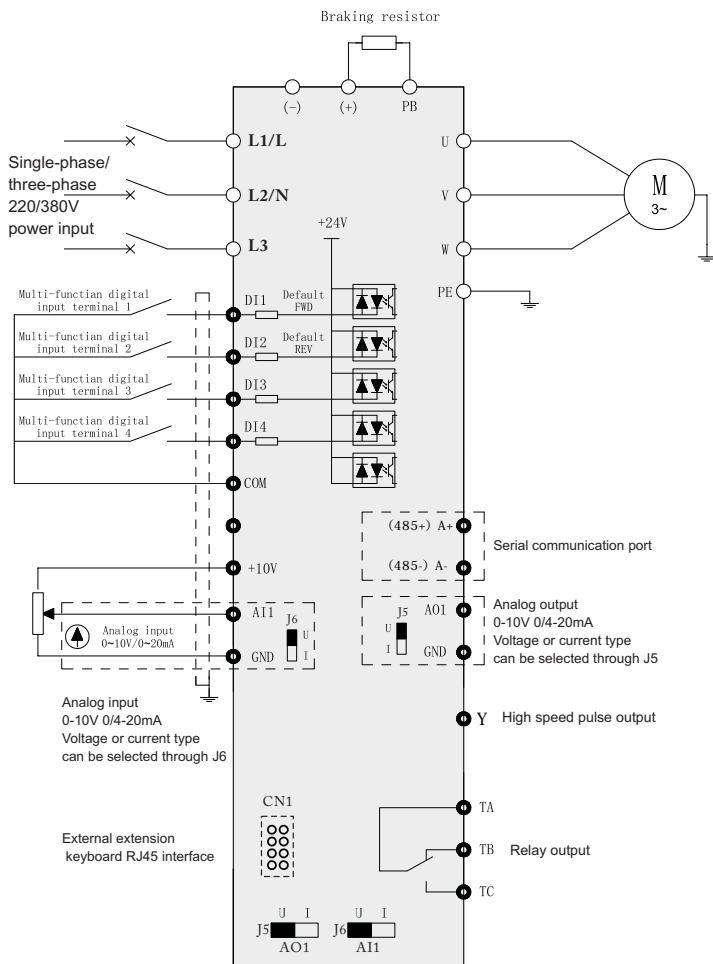 Braking resistor
(-)
(+)
PB
L1/L
L2/N
L3
Single-phase/
three-phase
220/380V
power input
U
V
W
M
3~
PE
+24V
Multi-functian digital
input terminal 1
DI1
Default
FWD
Multi-functian digital
input terminal 2
DI2
Default
REV
Multi-functian digital
input terminal 3
DI3
Multi-functian digital
input terminal 4
DI4
COM
(485+) A+
(485-) A-
Serial communication port
+10V
AI1
J6
U
I
Analog input
0~10V/0~20mA
GND
J5
U
I
AO1
GND
Analog output
0-10V 0/4-20mA
Voltage or current type
can be selected through J5
Analog input
0-10V 0/4-20mA
Voltage or current type
can be selected through J6
Y
High speed pulse output
CN1
External extension
keyboard RJ45 interface
TA
TB
Relay output
TC
U I
J5
AO1
U I
J6
AI1